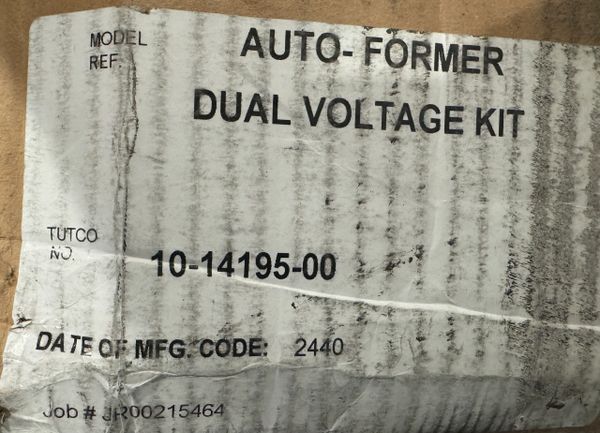 MODEL
REF.
AUTO- FORMER
DUAL VOLTAGE KIT
TUTCO
NO.
10-14195-00
DATE OF MFG. CODE: 2440
Job # JR00215464